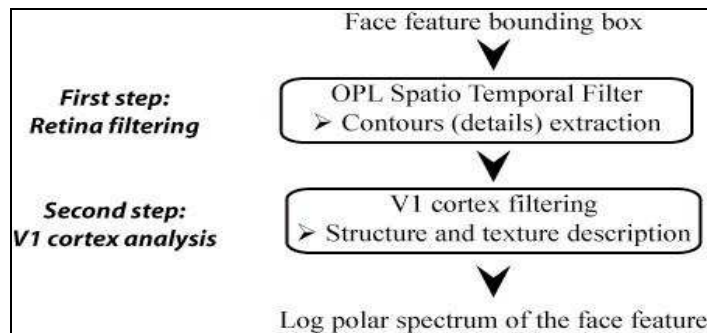 Face feature bounding box
First step:
Retina filtering
OPL Spatio Temporal Filter
➢ Contours (details) extraction
Second step:
V1 cortex analysis
V1 cortex filtering
➢ Structure and texture description
Log polar spectrum of the face feature